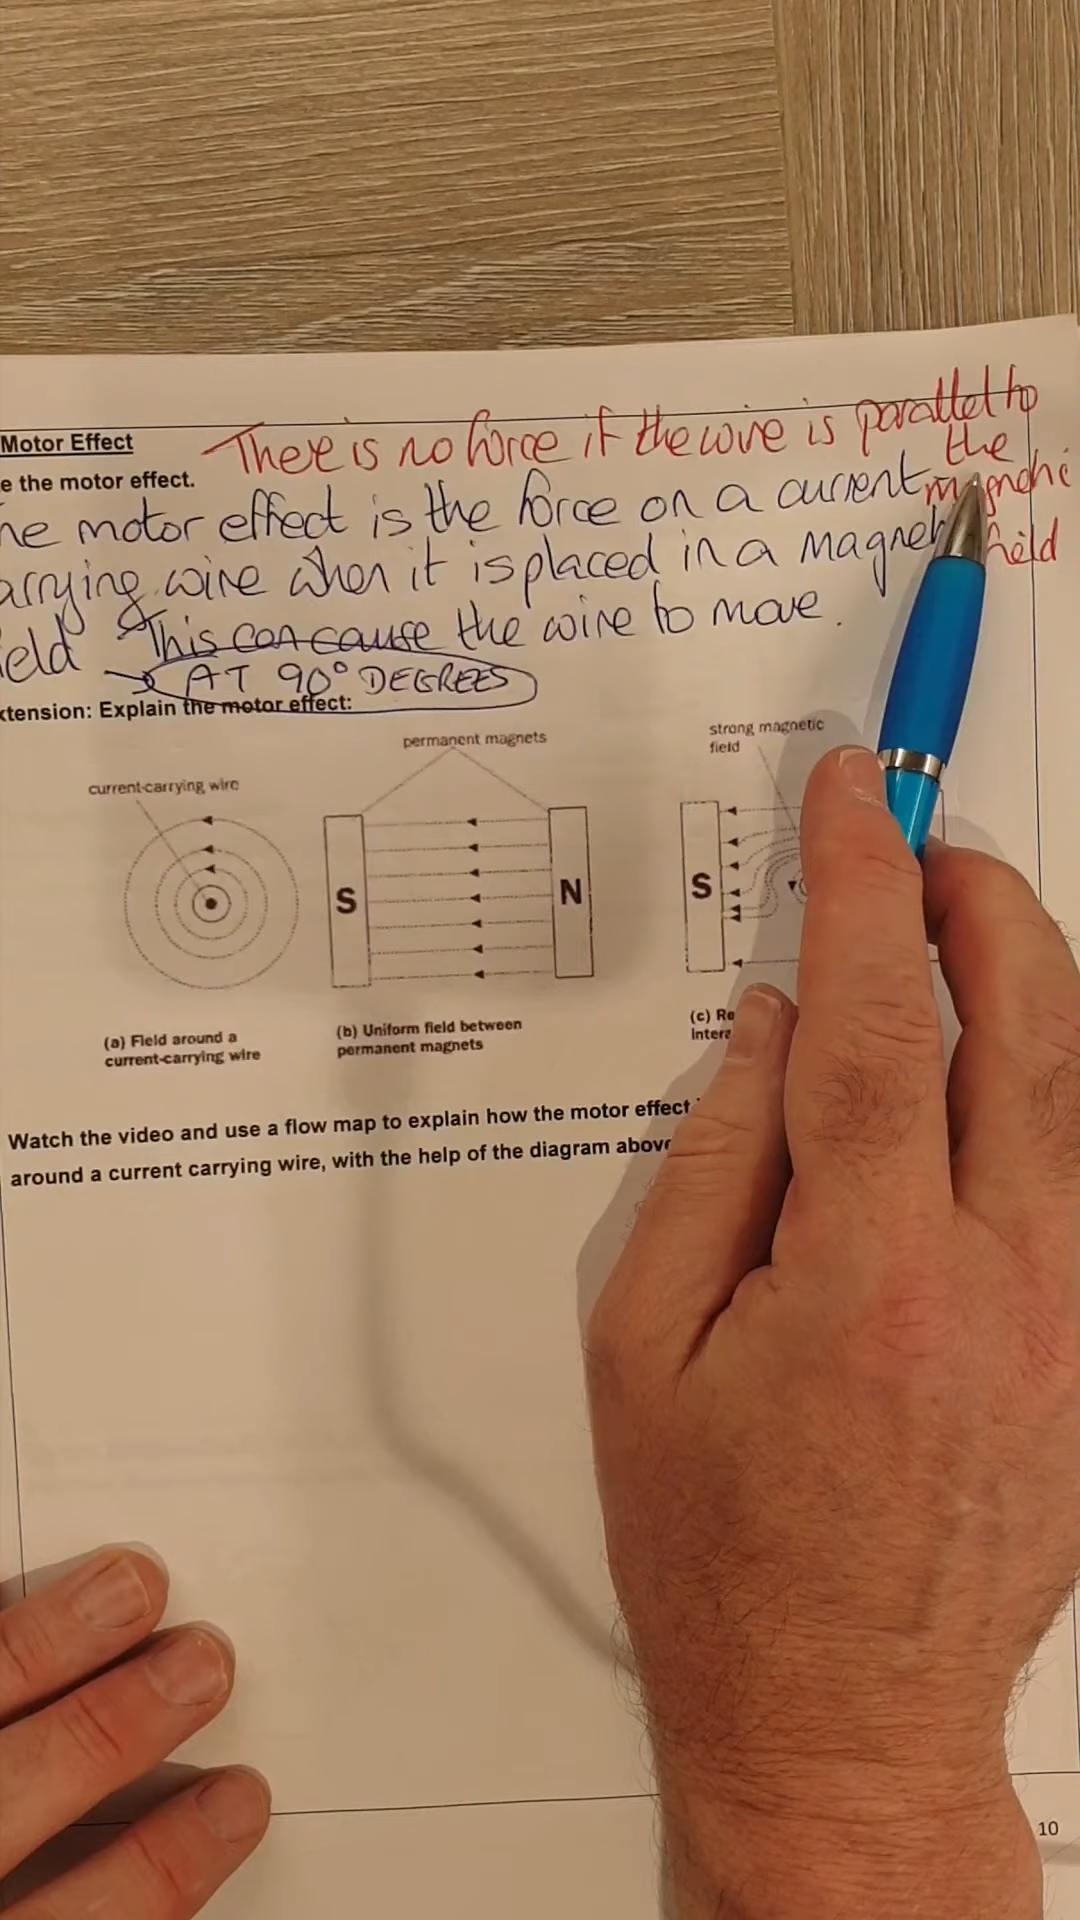 Motor Effect
There is no force if the wire is parallel to
the
magnetic
field
e the motor effect.
he motor effect is the force on a current-
arrying wire when it is placed in a magnet
ield This can cause the wire to move.
AT 90° DEGREES
xtension: Explain the motor effect:
permanent magnets
strong magnetic
field
current-carrying wire
S
N
S
(a) Field around a
current-carrying wire
(b) Uniform field between
permanent magnets
(c) Re
intera
Watch the video and use a flow map to explain how the motor effect
around a current carrying wire, with the help of the diagram above
10